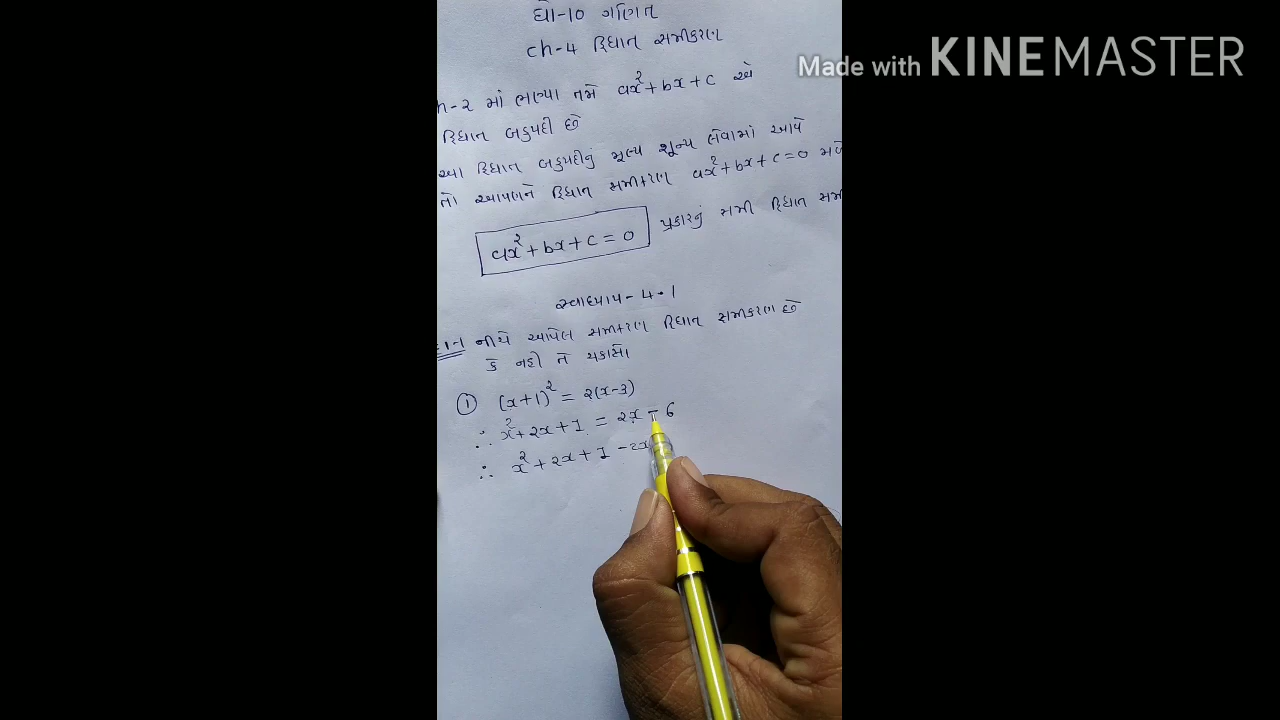 ધો-10 ગણિત
ch-4 દ્વિઘાત સમીકરણ
Made with KINEMASTER
h-2 માં ભણ્યા તમે ax²+bx+c એ
દ્વિઘાત બહુપદી છે
આ દ્વિઘાત બહુપદીનું મૂલ્ય શૂન્ય લેવામાં આવે
તો આપણને દ્વિઘાત સમીકરણ ax²+bx+c=0 મળે
ax²+bx+c=0 પ્રકારનું સમી દ્વિઘાત સમી
સ્વાધ્યાય-4.1
નીચે આપેલ સમીકરણ દ્વિઘાત સમીકરણ છે
કે નહી તે ચકાસો
① (x+1)² = 2(x-3)
∴ x²+2x+1 = 2x-6
∴ x²+2x+1-2x